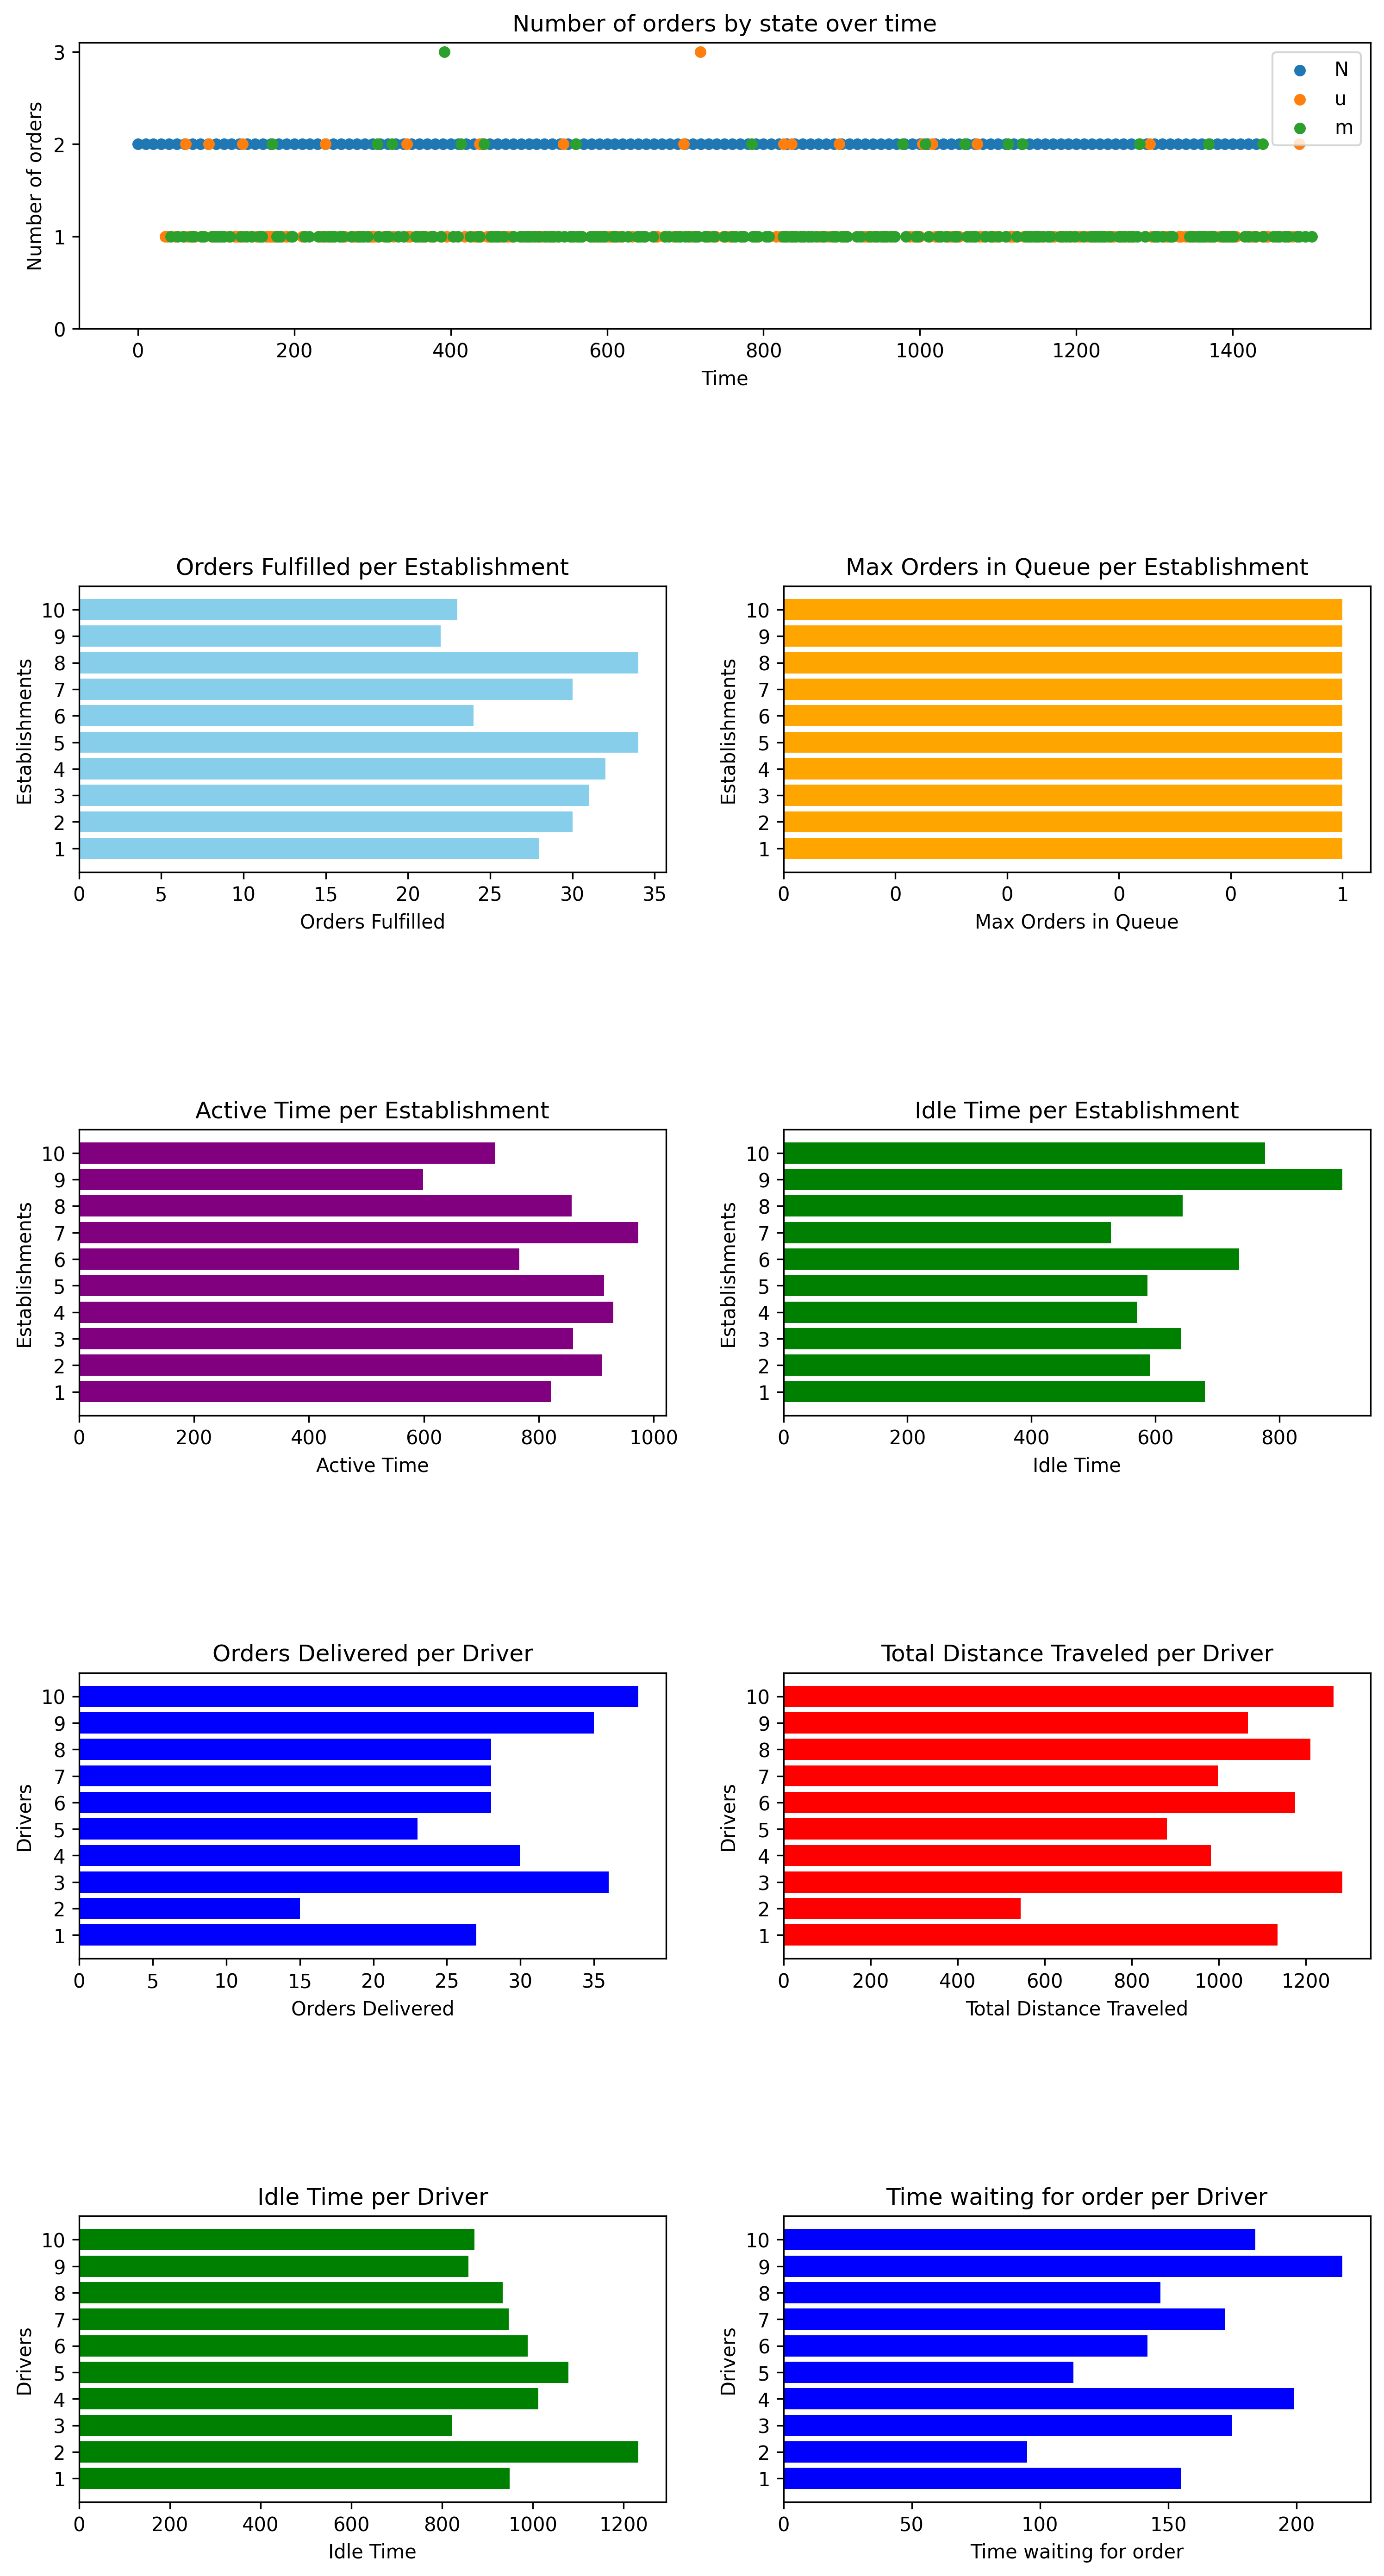 Number of orders by state over time
Number of orders
3
2
1
0
N
u
m
0 200 400 600 800 1000 1200 1400
Time
Orders Fulfilled per Establishment
Establishments
10
9
8
7
6
5
4
3
2
1
0 5 10 15 20 25 30 35
Orders Fulfilled
Max Orders in Queue per Establishment
Establishments
10
9
8
7
6
5
4
3
2
1
0 0 0 0 0 1
Max Orders in Queue
Active Time per Establishment
Establishments
10
9
8
7
6
5
4
3
2
1
0 200 400 600 800 1000
Active Time
Idle Time per Establishment
Establishments
10
9
8
7
6
5
4
3
2
1
0 200 400 600 800
Idle Time
Orders Delivered per Driver
Drivers
10
9
8
7
6
5
4
3
2
1
0 5 10 15 20 25 30 35
Orders Delivered
Total Distance Traveled per Driver
Drivers
10
9
8
7
6
5
4
3
2
1
0 200 400 600 800 1000 1200
Total Distance Traveled
Idle Time per Driver
Drivers
10
9
8
7
6
5
4
3
2
1
0 200 400 600 800 1000 1200
Idle Time
Time waiting for order per Driver
Drivers
10
9
8
7
6
5
4
3
2
1
0 50 100 150 200
Time waiting for order